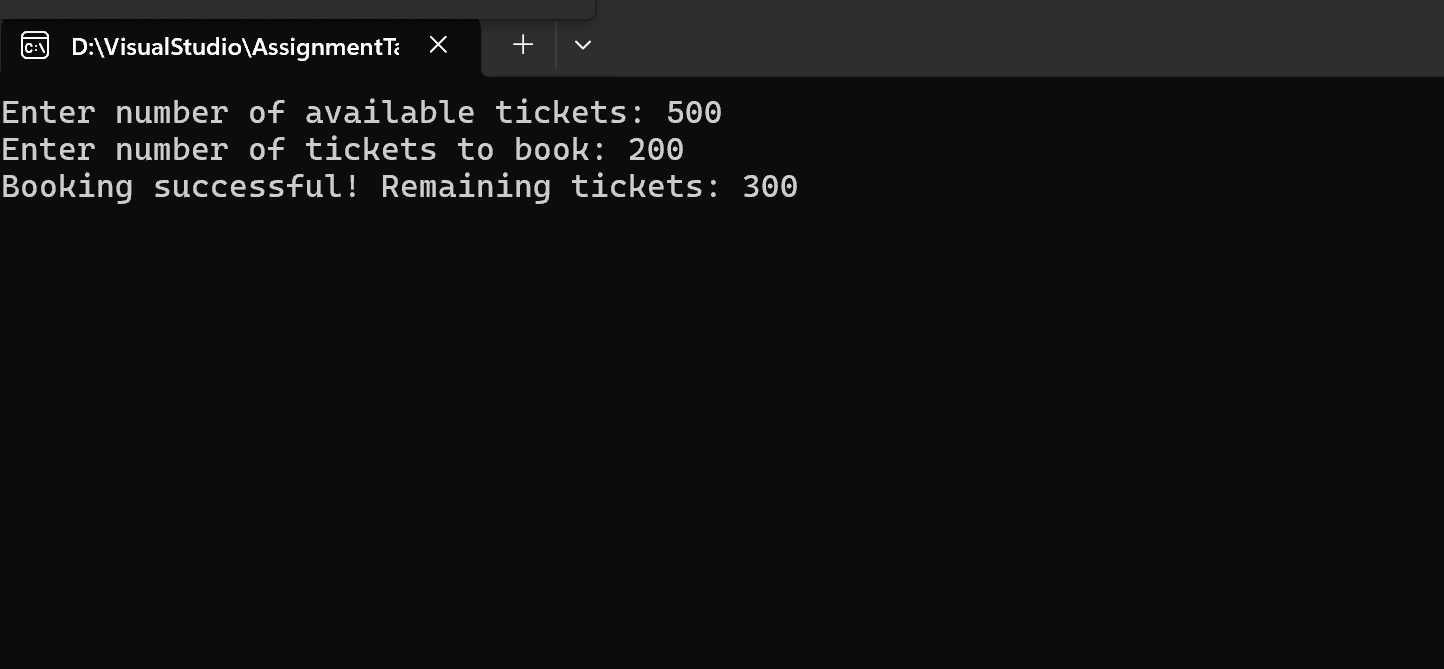 D:\VisualStudio\AssignmentTa
Enter number of available tickets: 500
Enter number of tickets to book: 200
Booking successful! Remaining tickets: 300